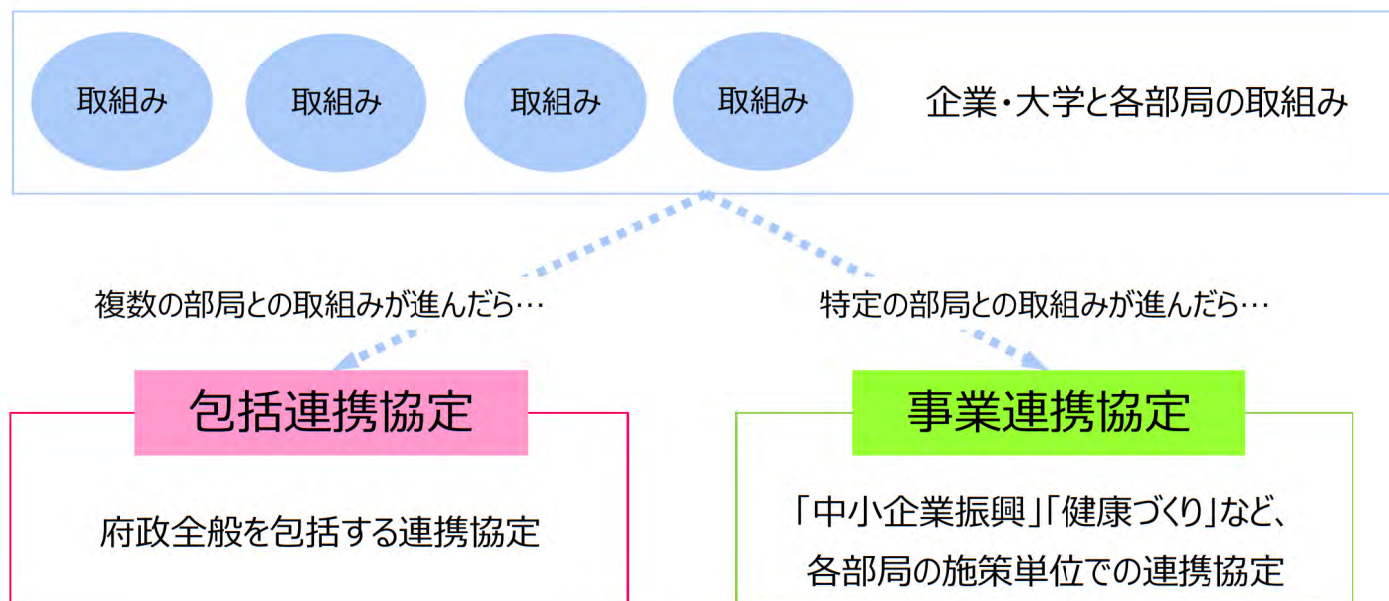 取組み
取組み
取組み
取組み
企業・大学と各部局の取組み
複数の部局との取組みが進んだら…
特定の部局との取組みが進んだら…
包括連携協定
府政全般を包括する連携協定
事業連携協定
「中小企業振興」「健康づくり」など、
各部局の施策単位での連携協定